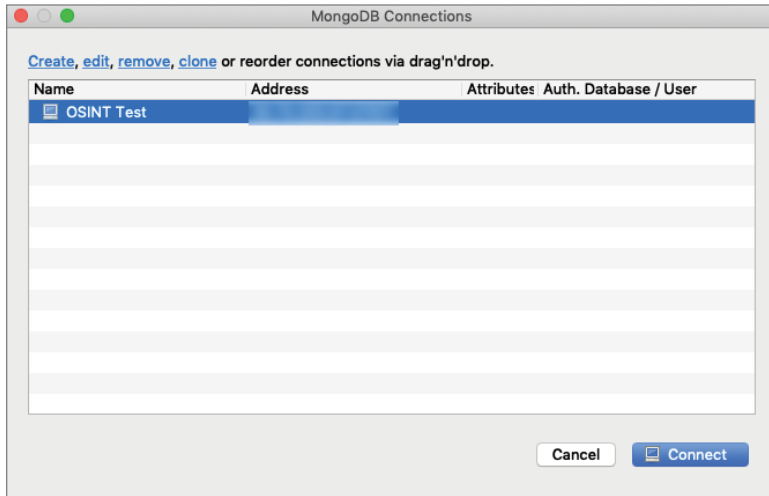 MongoDB Connections
Create, edit, remove, clone or reorder connections via drag'n'drop.
Name Address Attributes Auth. Database / User
OSINT Test
Cancel Connect